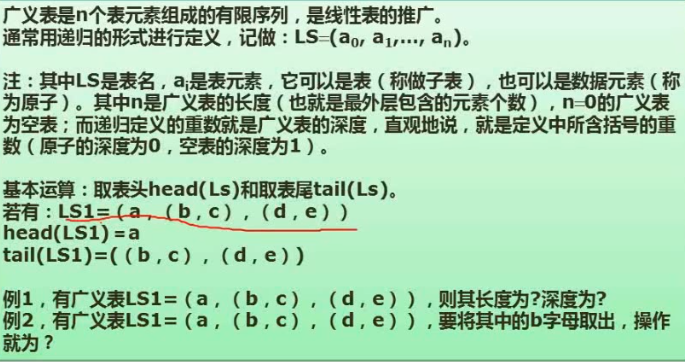 广义表是n个表元素组成的有限序列，是线性表的推广。
通常用递归的形式进行定义，记做：LS=(a₀, a₁,..., aₙ)。
注：其中LS是表名，aᵢ是表元素，它可以是表（称做子表），也可以是数据元素（称
为原子）。其中n是广义表的长度（也就是最外层包含的元素个数），n=0的广义表
为空表；而递归定义的重数就是广义表的深度，直观地说，就是定义中所含括号的重
数（原子的深度为0，空表的深度为1）。
基本运算：取表头head(Ls)和取表尾tail(Ls)。
若有：LS1=（a，（b，c），（d，e））
head(LS1)=a
tail(LS1)=(（b，c），（d，e）)
例1，有广义表LS1=（a，（b，c），（d，e）），则其长度为?深度为?
例2，有广义表LS1=（a，（b，c），（d，e）），要将其中的b字母取出，操作
就为？